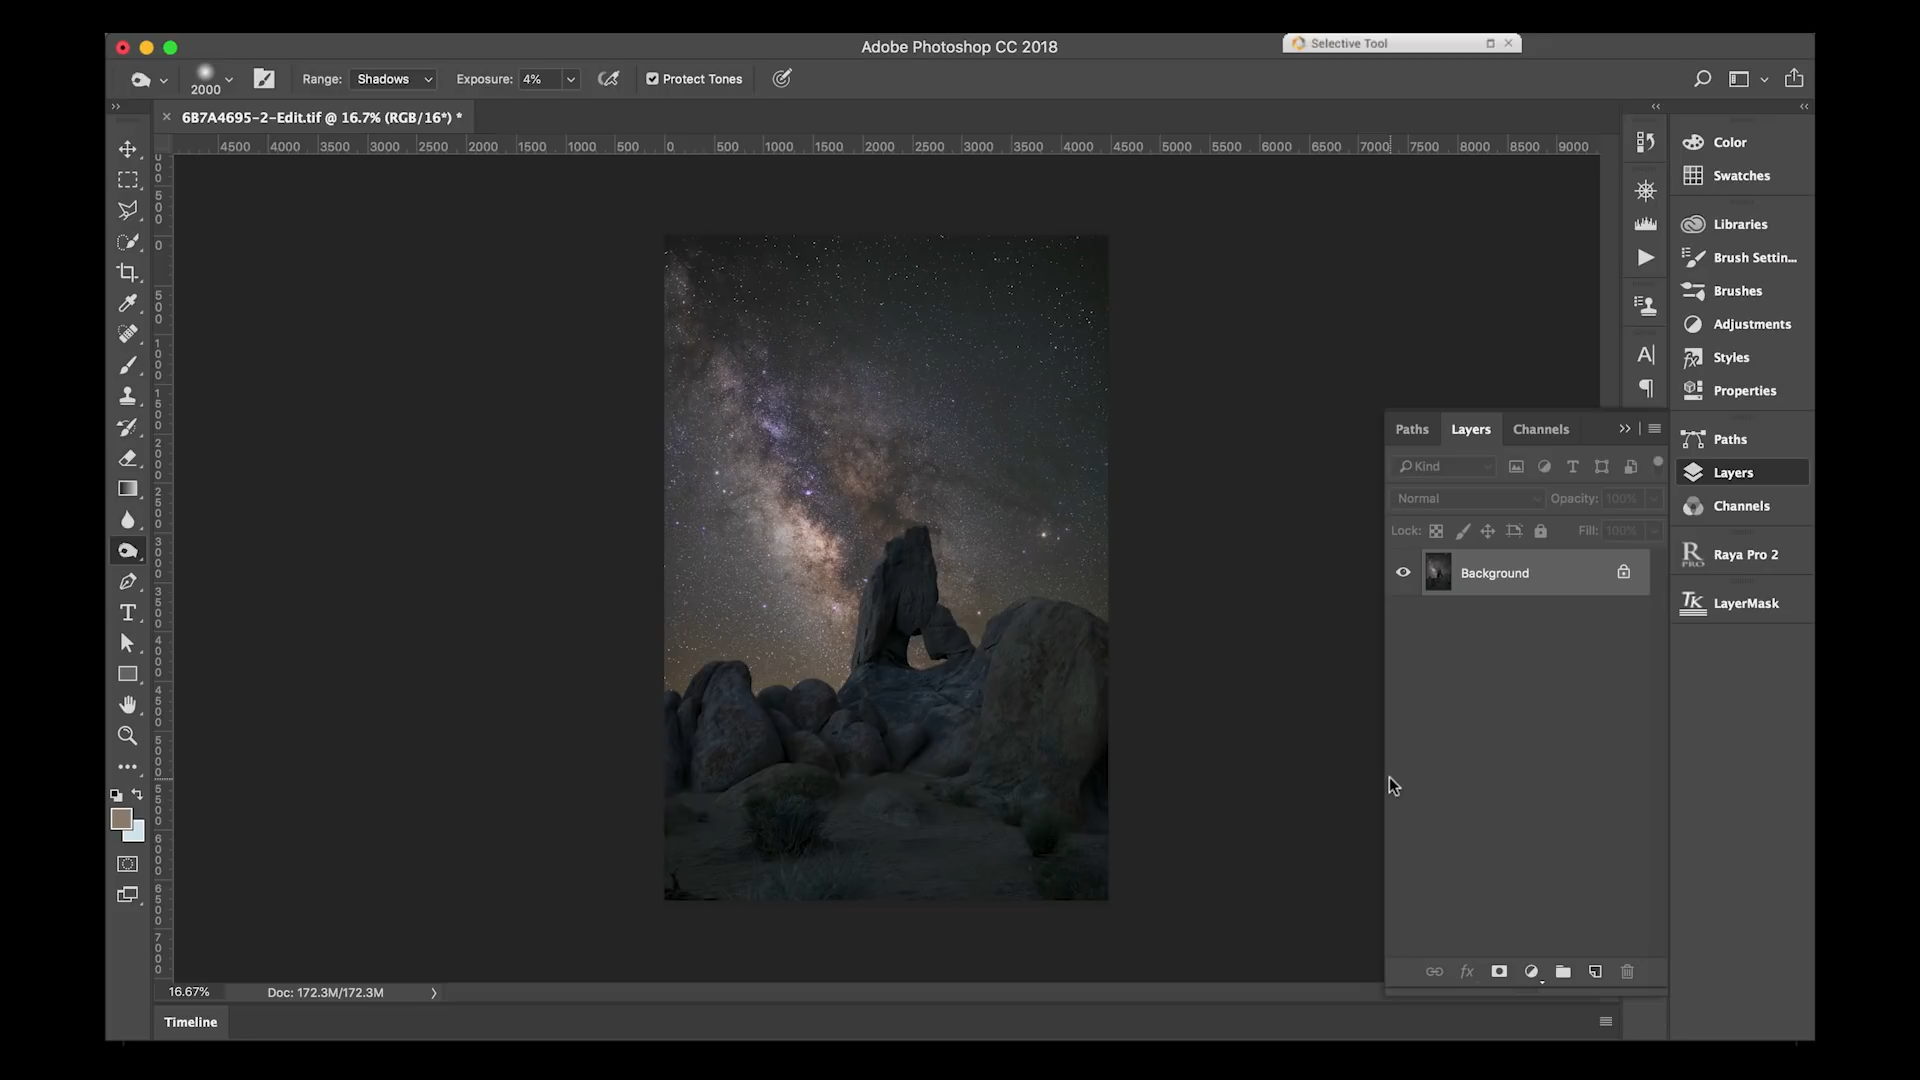 Adobe Photoshop CC 2018
Selective Tool
2000
Range: Shadows
Exposure: 4%
Protect Tones
6B7A4695-2-Edit.tif @ 16.7% (RGB/16*) *
4500 4000 3500 3000 2500 2000 1500 1000 500 0 500 1000 1500 2000 2500 3000 3500 4000 4500 5000 5500 6000 6500 7000 7500 8000 8500 9000
Color
Swatches
Libraries
Brush Settin...
Brushes
Adjustments
Styles
Properties
Paths
Layers
Channels
Raya Pro 2
TK LayerMask
Paths Layers Channels
Kind
Normal Opacity: 100%
Lock: Fill: 100%
Background
fx
16.67% Doc: 172.3M/172.3M
Timeline